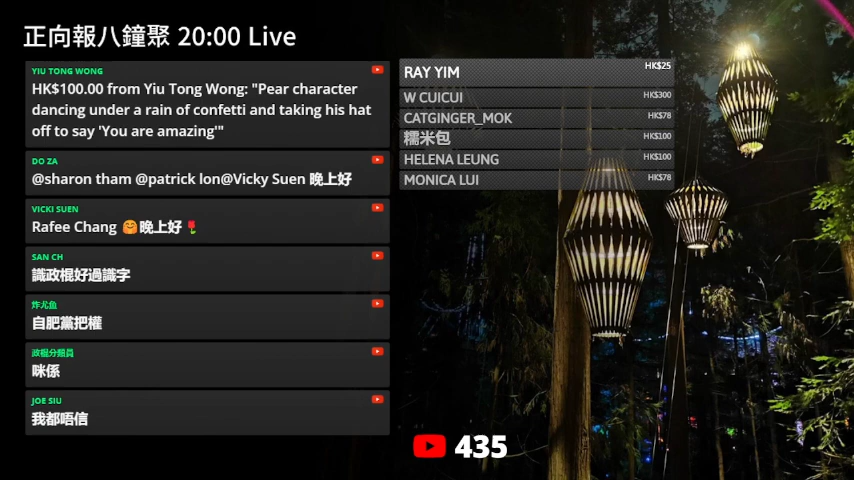 正向報八鐘聚 20:00 Live
YIU TONG WONG
HK$100.00 from Yiu Tong Wong: "Pear character
dancing under a rain of confetti and taking his hat
off to say 'You are amazing'"
DO ZA
@sharon tham @patrick lon@Vicky Suen 晚上好
VICKI SUEN
Rafee Chang 🤗晚上好🌷
SAN CH
識政棍好過識字
炸尤鱼
自肥黨把權
政棍分類員
咪係
JOE SIU
我都唔信
RAY YIM HK$25
W CUICUI HK$300
CATGINGER_MOK HK$78
糯米包 HK$100
HELENA LEUNG HK$100
MONICA LUI HK$78
435